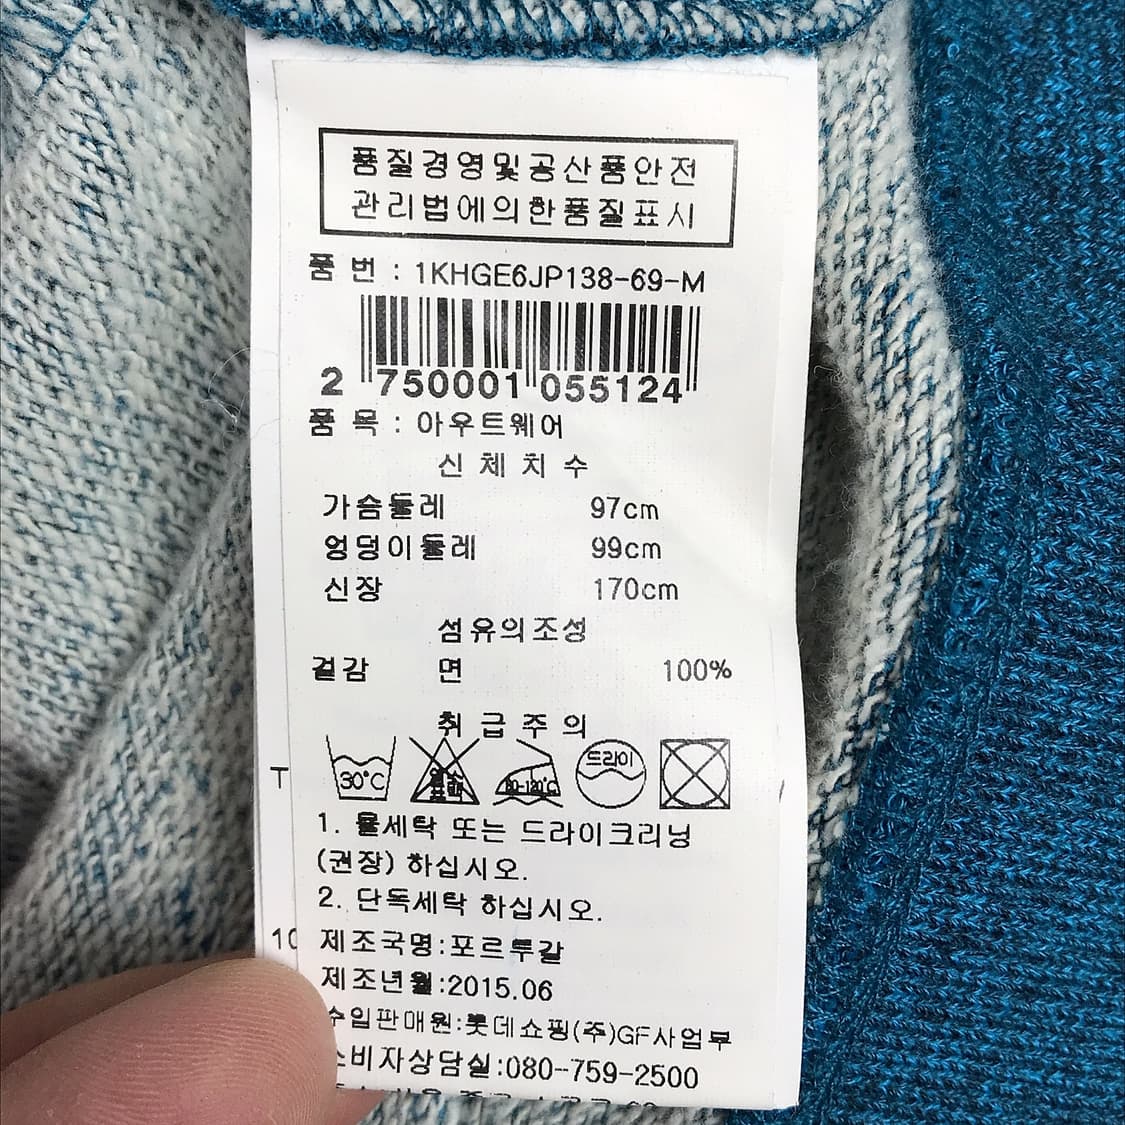 품질경영및공산품안전
관리법에의한품질표시
품 번 : 1KHGE6JP138-69-M
2 750001 055124
품 목 : 아우트웨어
신 체 치 수
가슴둘레 97cm
엉덩이둘레 99cm
신장 170cm
섬유의조성
겉감 면 100%
취 급 주 의
30°C 염소표백 80-120°C 드라이
T
1. 물세탁 또는 드라이크리닝
(권장) 하십시오.
2. 단독세탁 하십시오.
10
제조국명:포르투갈
제조년월:2015.06
수입판매원:롯데쇼핑(주)GF사업부
소비자상담실:080-759-2500